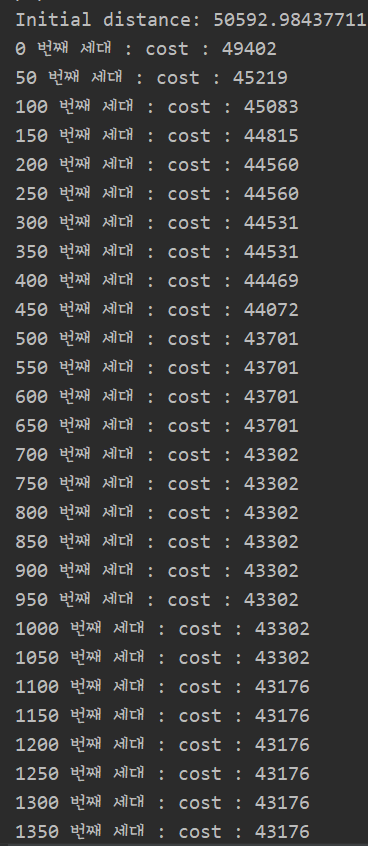 Initial distance: 50592.98437711
0 번째 세대 : cost : 49402
50 번째 세대 : cost : 45219
100 번째 세대 : cost : 45083
150 번째 세대 : cost : 44815
200 번째 세대 : cost : 44560
250 번째 세대 : cost : 44560
300 번째 세대 : cost : 44531
350 번째 세대 : cost : 44531
400 번째 세대 : cost : 44469
450 번째 세대 : cost : 44072
500 번째 세대 : cost : 43701
550 번째 세대 : cost : 43701
600 번째 세대 : cost : 43701
650 번째 세대 : cost : 43701
700 번째 세대 : cost : 43302
750 번째 세대 : cost : 43302
800 번째 세대 : cost : 43302
850 번째 세대 : cost : 43302
900 번째 세대 : cost : 43302
950 번째 세대 : cost : 43302
1000 번째 세대 : cost : 43302
1050 번째 세대 : cost : 43302
1100 번째 세대 : cost : 43176
1150 번째 세대 : cost : 43176
1200 번째 세대 : cost : 43176
1250 번째 세대 : cost : 43176
1300 번째 세대 : cost : 43176
1350 번째 세대 : cost : 43176